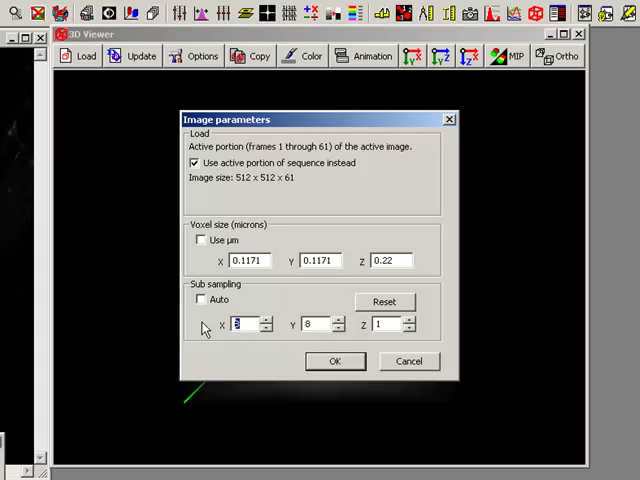 3D Viewer
Load Update Options Copy Color Animation MIP Ortho
Image parameters
Load
Active portion (frames 1 through 61) of the active image.
Use active portion of sequence instead
Image size: 512 x 512 x 61
Voxel size (microns)
Use µm
X 0.1171 Y 0.1171 Z 0.22
Sub sampling
Auto
Reset
X Y 8 Z 1
OK Cancel